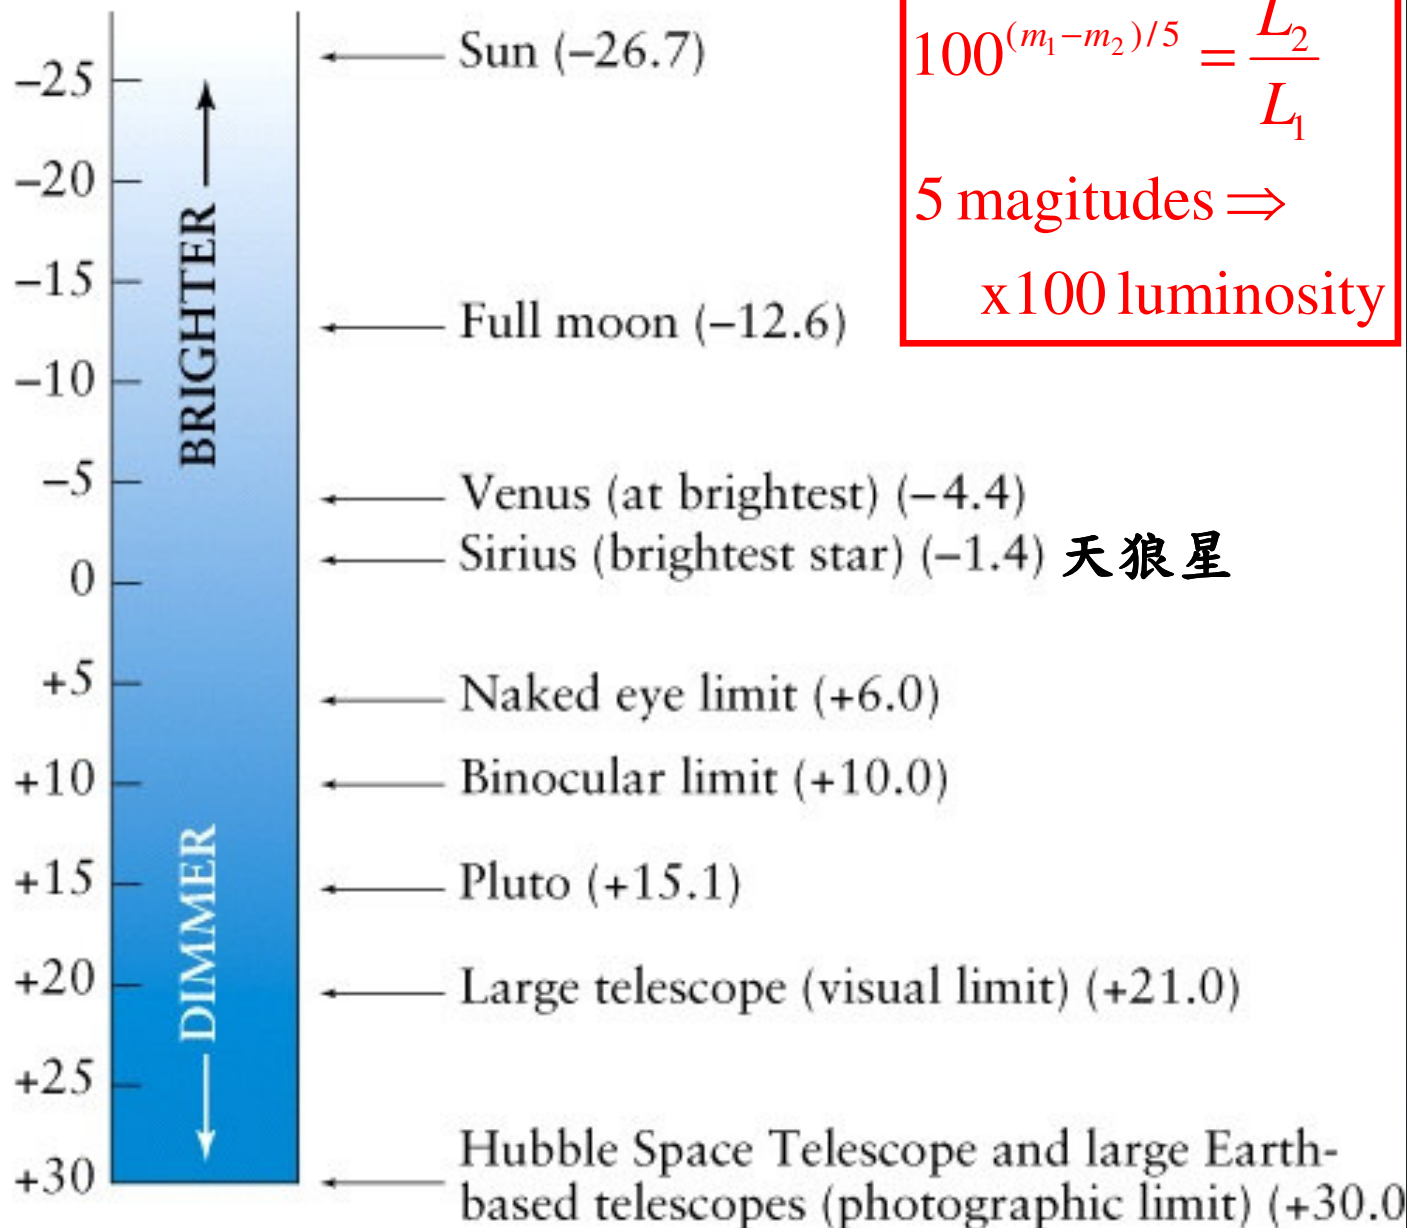 −25
−20
−15
−10
−5
0
+5
+10
+15
+20
+25
+30
BRIGHTER
DIMMER
Sun (−26.7)
Full moon (−12.6)
Venus (at brightest) (−4.4)
Sirius (brightest star) (−1.4) 天狼星
Naked eye limit (+6.0)
Binocular limit (+10.0)
Pluto (+15.1)
Large telescope (visual limit) (+21.0)
Hubble Space Telescope and large Earth-
based telescopes (photographic limit) (+30.0
100^(m₁−m₂)/5 = L₂/L₁
5 magitudes ⇒
x100 luminosity